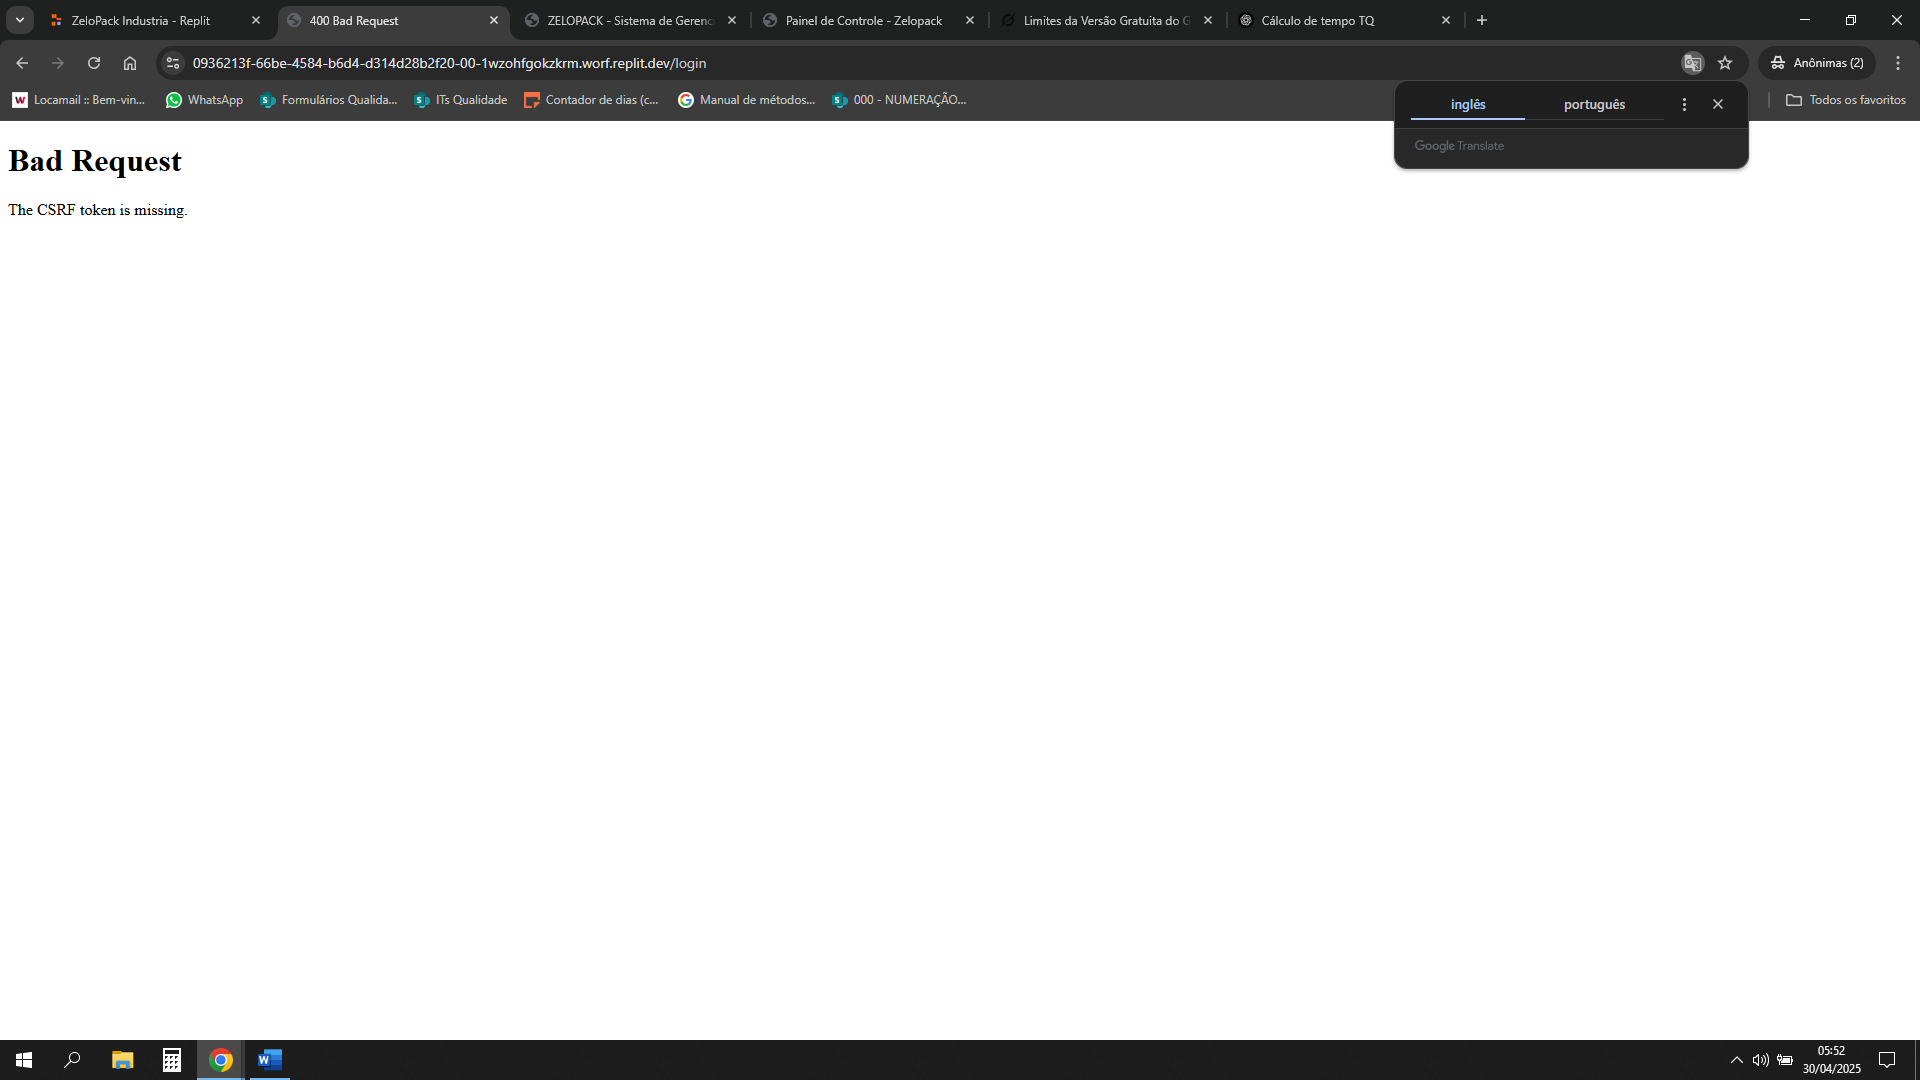 ZeloPack Industria - Replit
400 Bad Request
ZELOPACK - Sistema de Gerenc
Painel de Controle - Zelopack
Limites da Versão Gratuita do G
Cálculo de tempo TQ
0936213f-66be-4584-b6d4-d314d28b2f20-00-1wzohfgokzkrm.worf.replit.dev/login
Anônimas (2)
Locamail :: Bem-vin...
WhatsApp
Formulários Qualida...
ITs Qualidade
Contador de dias (c...
Manual de métodos...
000 - NUMERAÇÃO...
Todos os favoritos
inglês
português
Google Translate
Bad Request
The CSRF token is missing.
05:52
30/04/2025